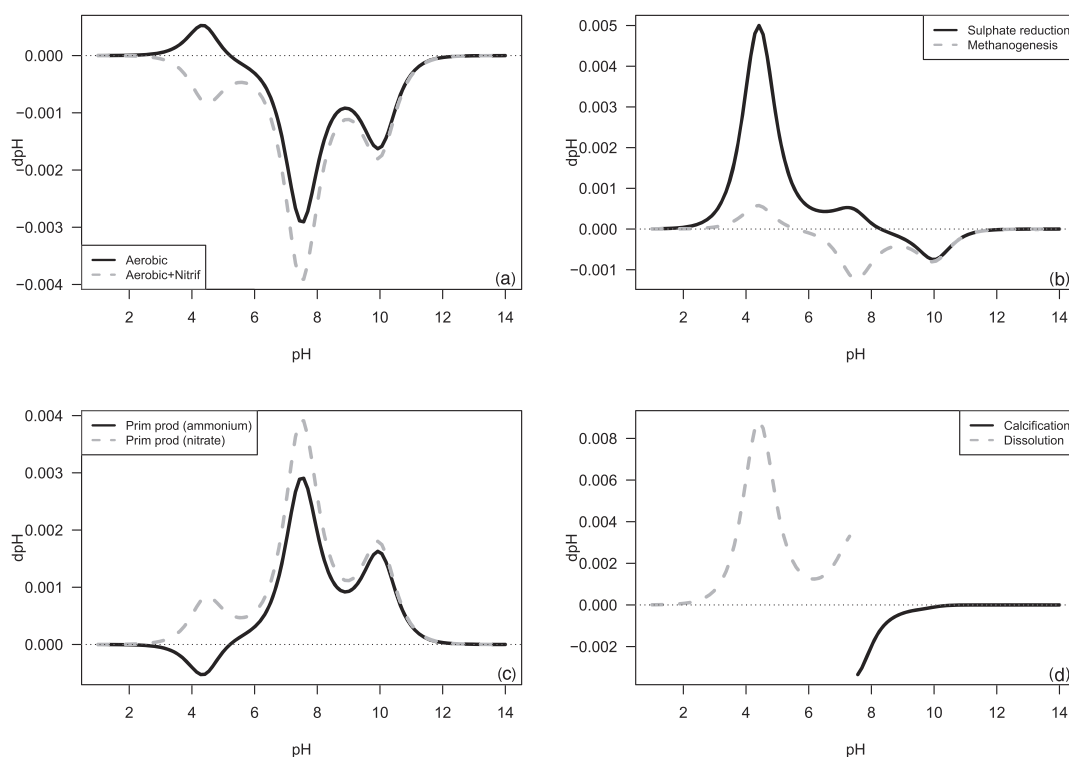 0.000
−0.001
−0.002
−0.003
−0.004
dpH
Aerobic
Aerobic+Nitrif
(a)
2 4 6 8 10 12 14
pH
0.005
0.004
0.003
0.002
0.001
0.000
−0.001
dpH
Sulphate reduction
Methanogenesis
(b)
2 4 6 8 10 12 14
pH
0.004
0.003
0.002
0.001
0.000
dpH
Prim prod (ammonium)
Prim prod (nitrate)
(c)
2 4 6 8 10 12 14
pH
0.008
0.006
0.004
0.002
0.000
−0.002
dpH
Calcification
Dissolution
(d)
2 4 6 8 10 12 14
pH